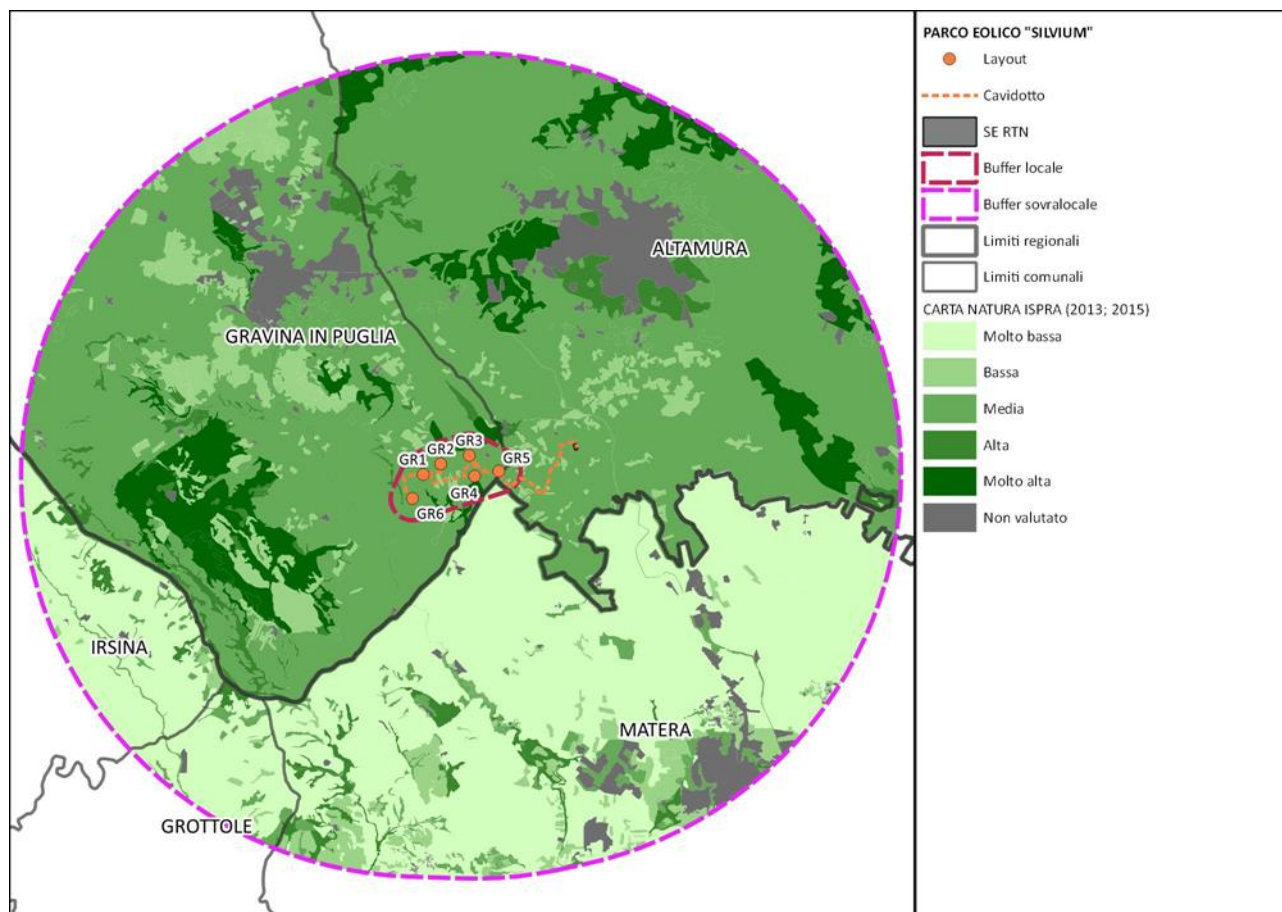 PARCO EOLICO "SILVIUM"
Layout
Cavidotto
SE RTN
Buffer locale
Buffer sovralocale
Limiti regionali
Limiti comunali
CARTA NATURA ISPRA (2013; 2015)
Molto bassa
Bassa
Media
Alta
Molto alta
Non valutato
ALTAMURA
GRAVINA IN PUGLIA
GR3
GR2
GR1
GR5
GR4
GR6
IRSINA
MATERA
GROTTOLE